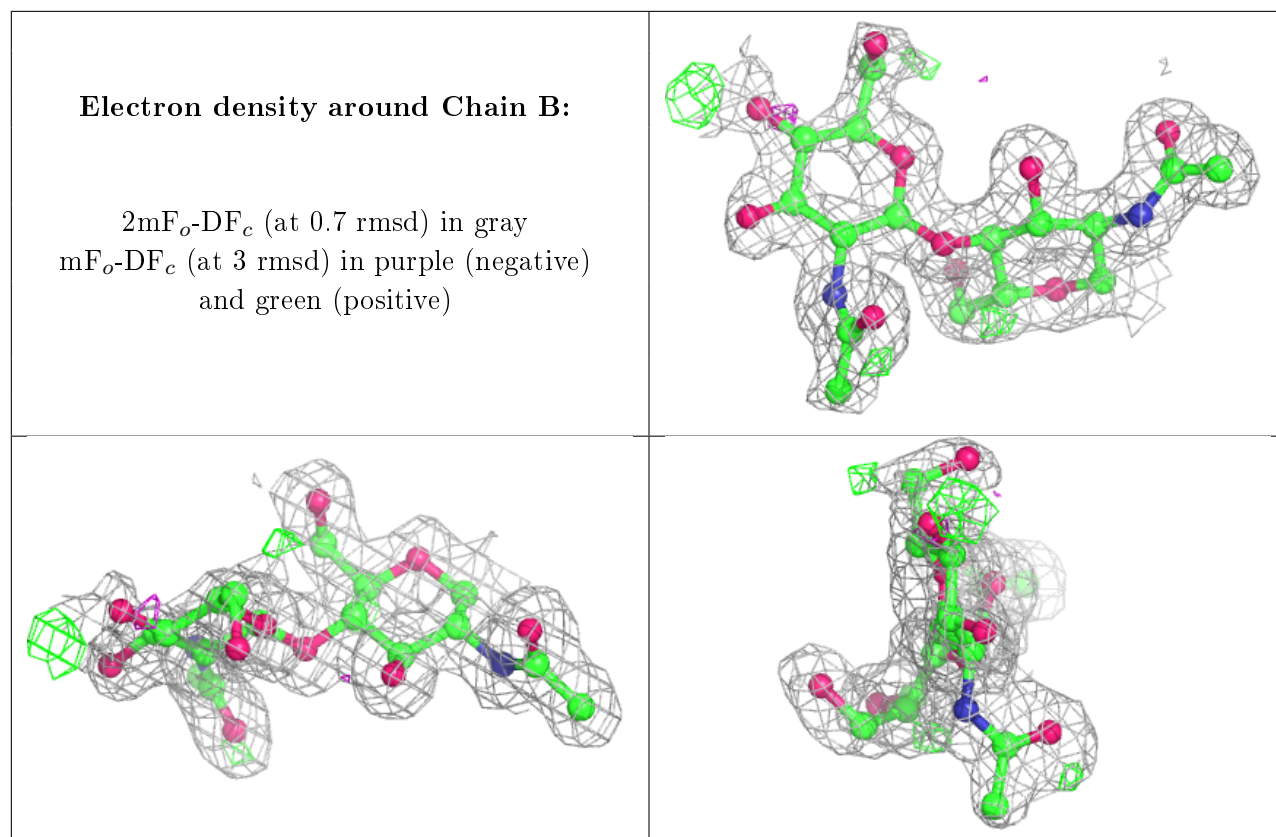 Electron density around Chain B:
2mFₒ-DF𝒸 (at 0.7 rmsd) in gray
mFₒ-DF𝒸 (at 3 rmsd) in purple (negative)
and green (positive)